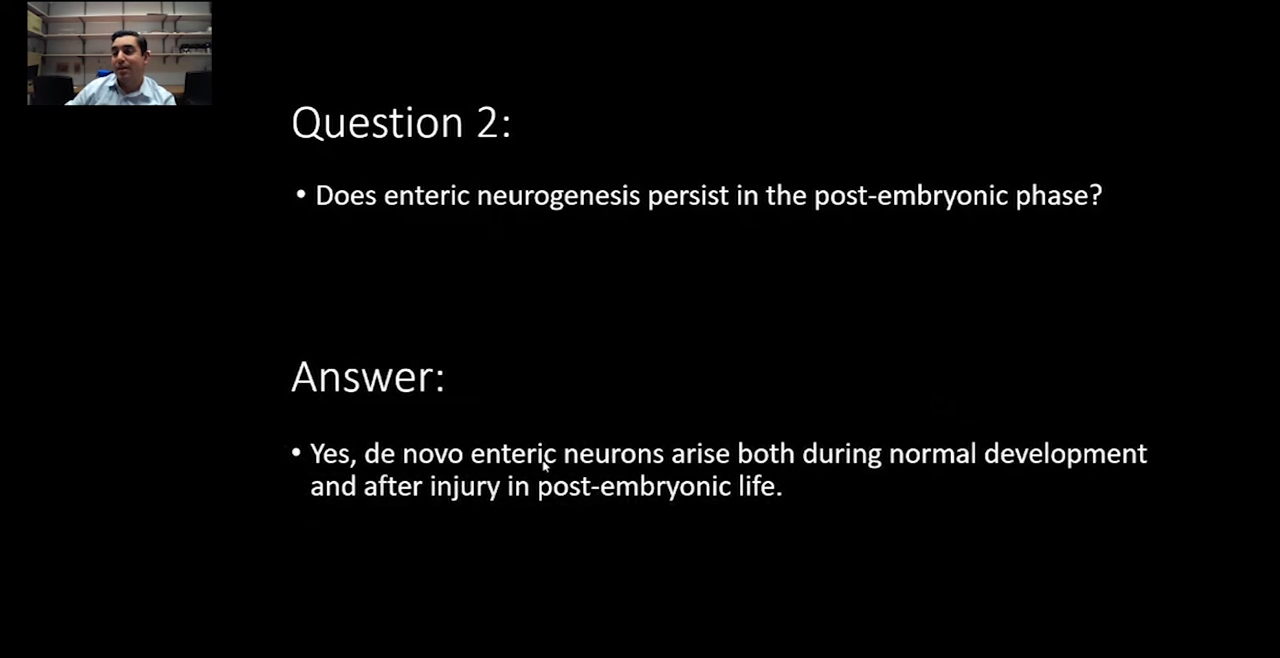 Question 2:
• Does enteric neurogenesis persist in the post-embryonic phase?
Answer:
• Yes, de novo enteric neurons arise both during normal development
and after injury in post-embryonic life.